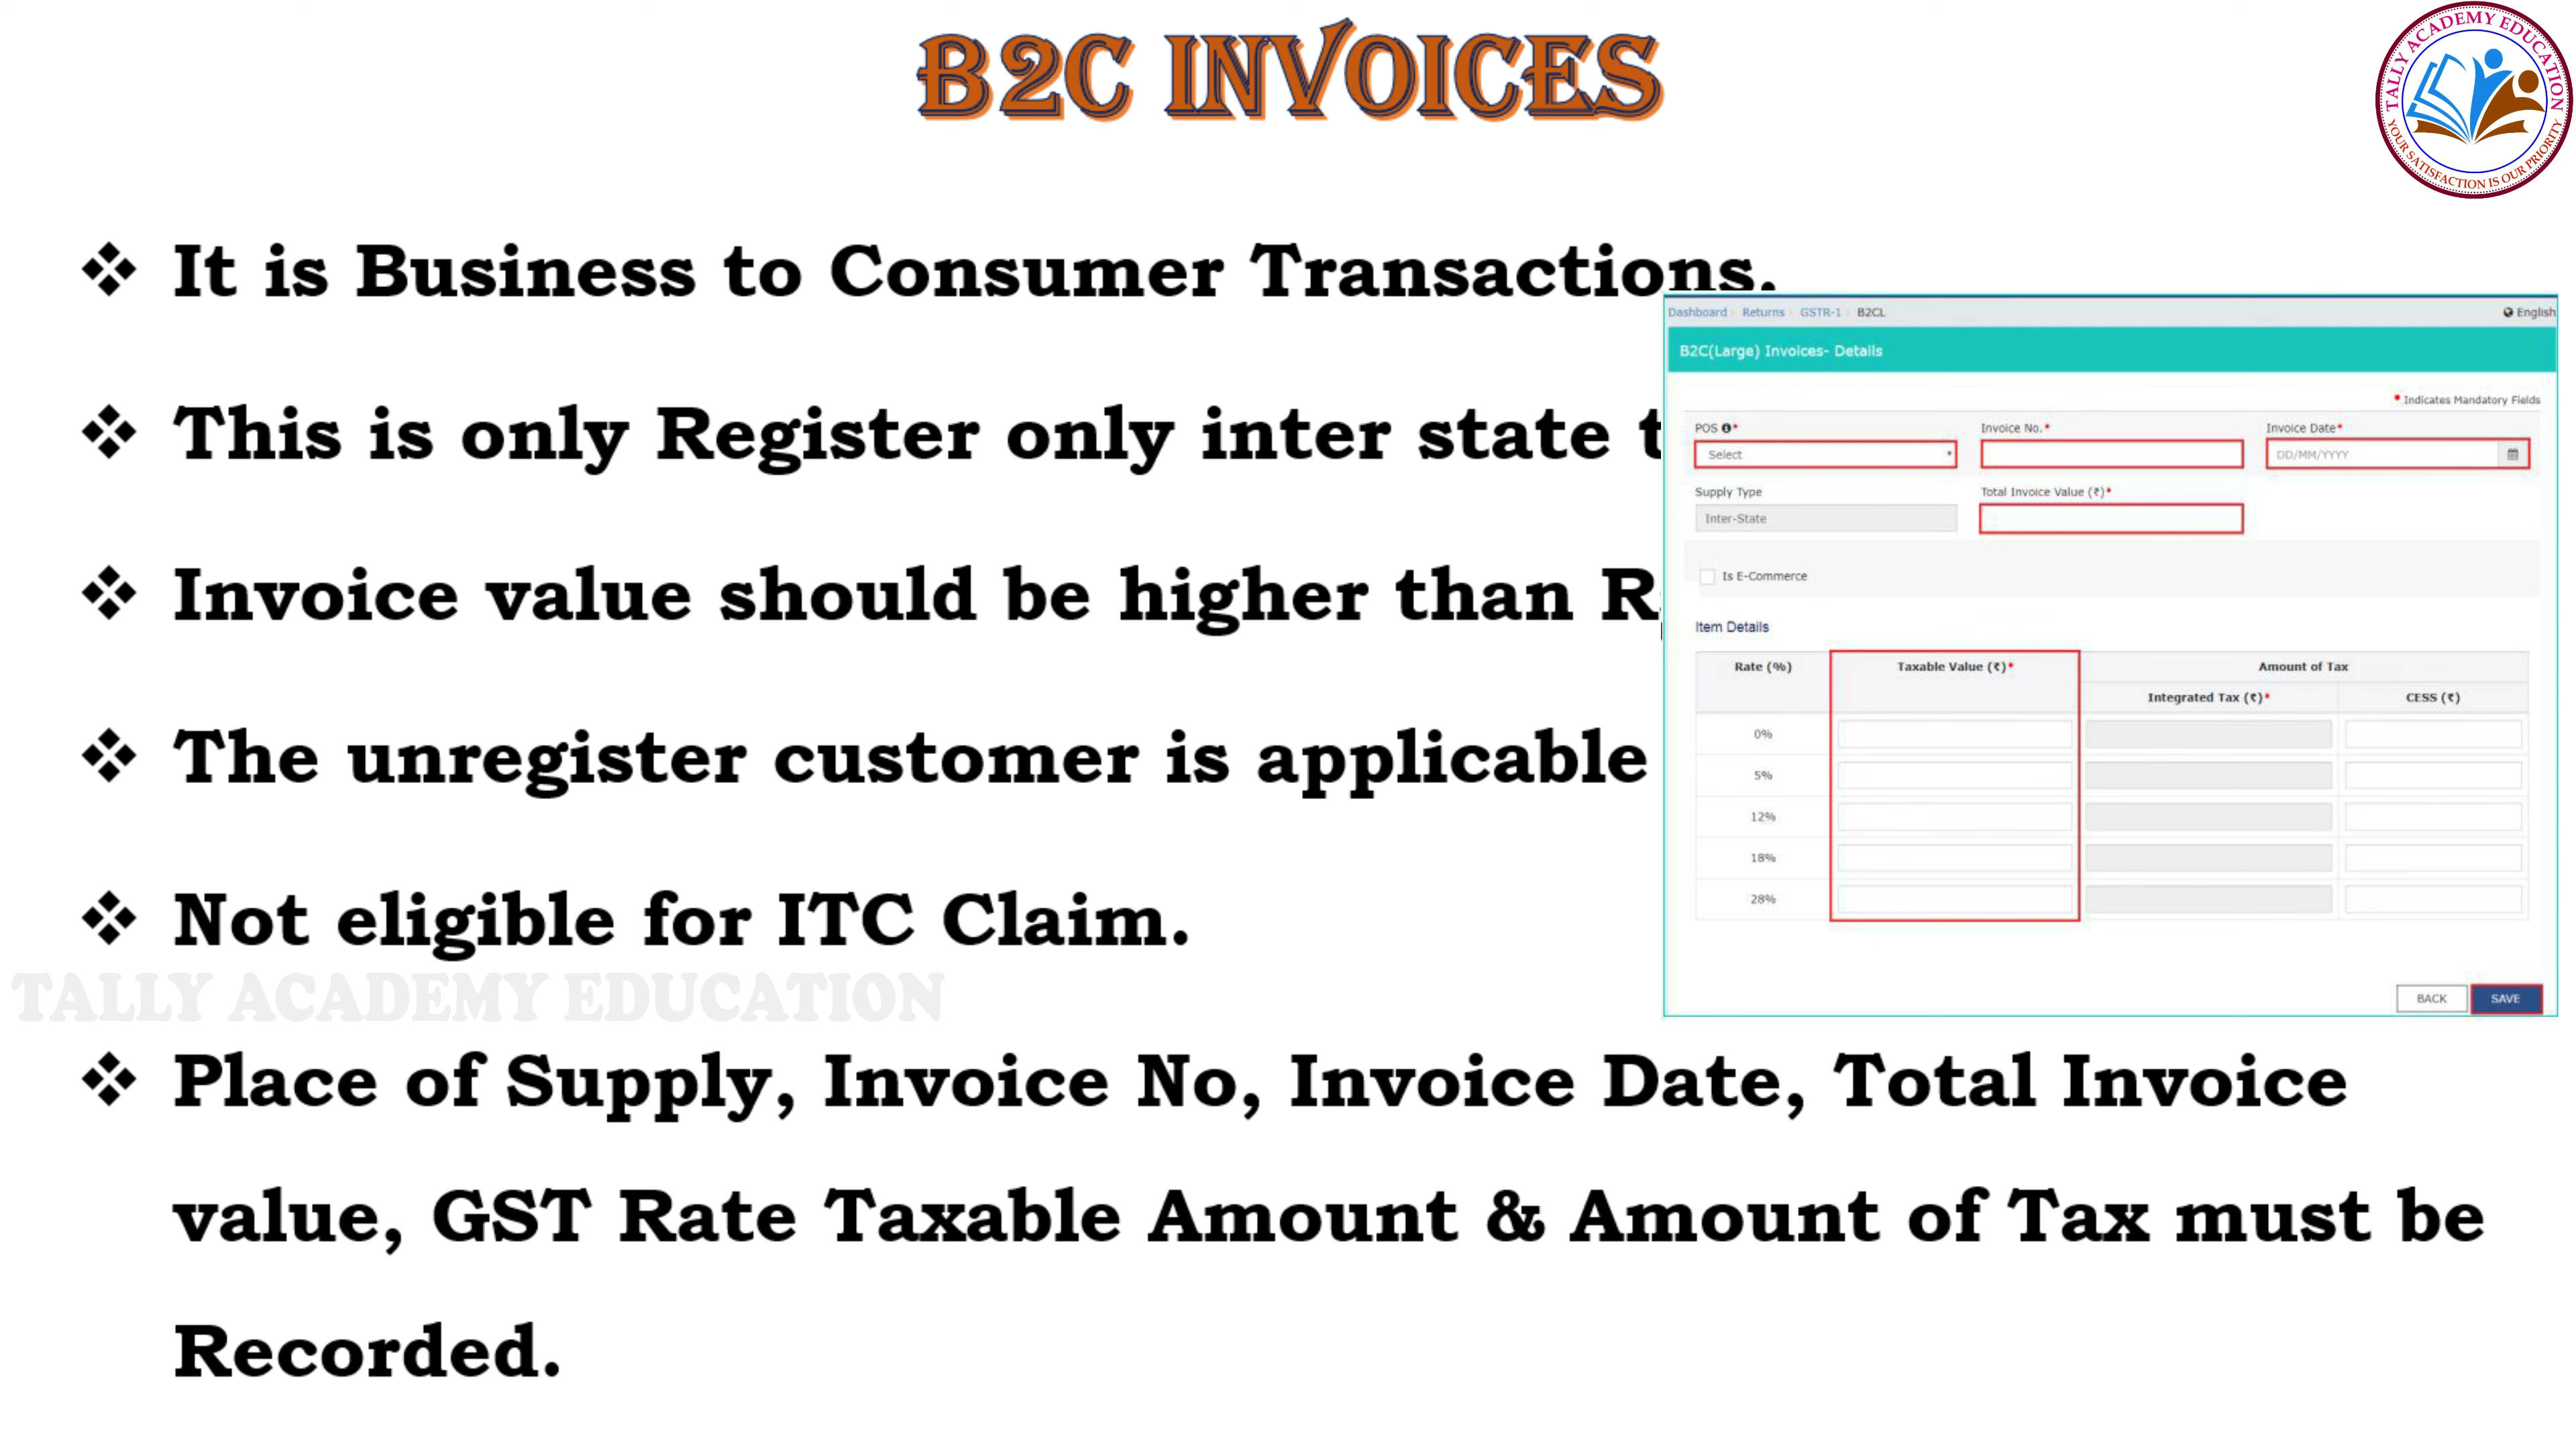 B2C INVOICES
TALLY ACADEMY EDUCATION
YOUR SATISFACTION IS OUR PRIORITY
❖ It is Business to Consumer Transactions.
❖ This is only Register only inter state
❖ Invoice value should be higher than
❖ The unregister customer is applicable
❖ Not eligible for ITC Claim.
TALLY ACADEMY EDUCATION
❖ Place of Supply, Invoice No, Invoice Date, Total Invoice
value, GST Rate Taxable Amount & Amount of Tax must be
Recorded.
Dashboard Returns GSTR-1 B2CL English
B2C(Large) Invoices- Details
• Indicates Mandatory Fields
POS • Invoice No.• Invoice Date•
Select DD/MM/YYYY
Supply Type Total Invoice Value (₹)•
Inter-State
Is E-Commerce
Item Details
Rate (%) Taxable Value (₹)• Amount of Tax
Integrated Tax (₹)• CESS (₹)
0%
5%
12%
18%
28%
BACK SAVE